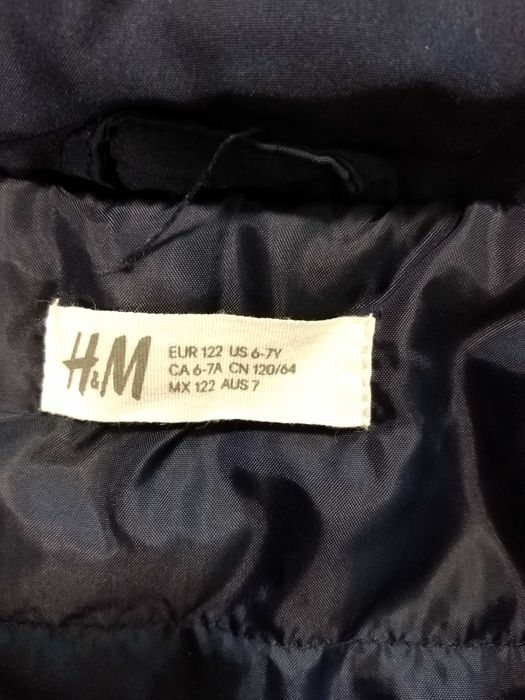 H&M
EUR 122 US 6-7Y
CA 6-7A CN 120/64
MX 122 AUS 7